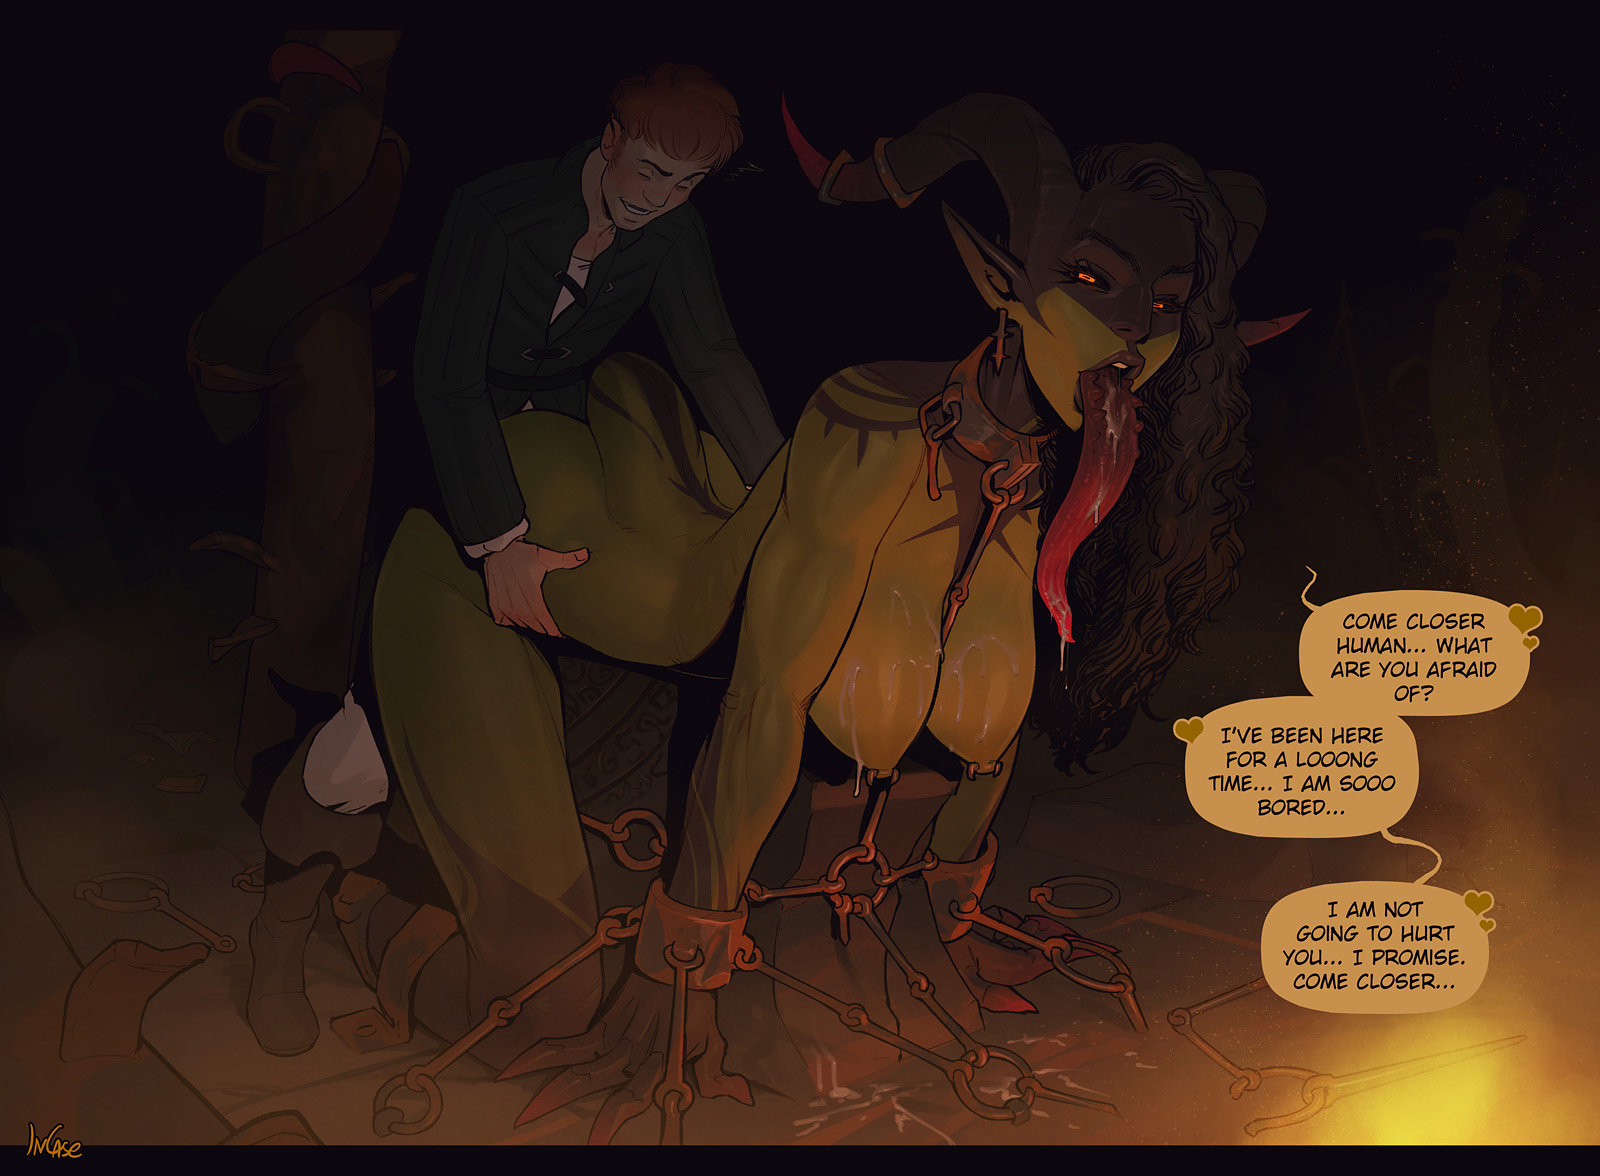 COME CLOSER
HUMAN... WHAT
ARE YOU AFRAID
OF?
I'VE BEEN HERE
FOR A LOOONG
TIME... I AM SOOO
BORED...
I AM NOT
GOING TO HURT
YOU... I PROMISE.
COME CLOSER...
INCASE